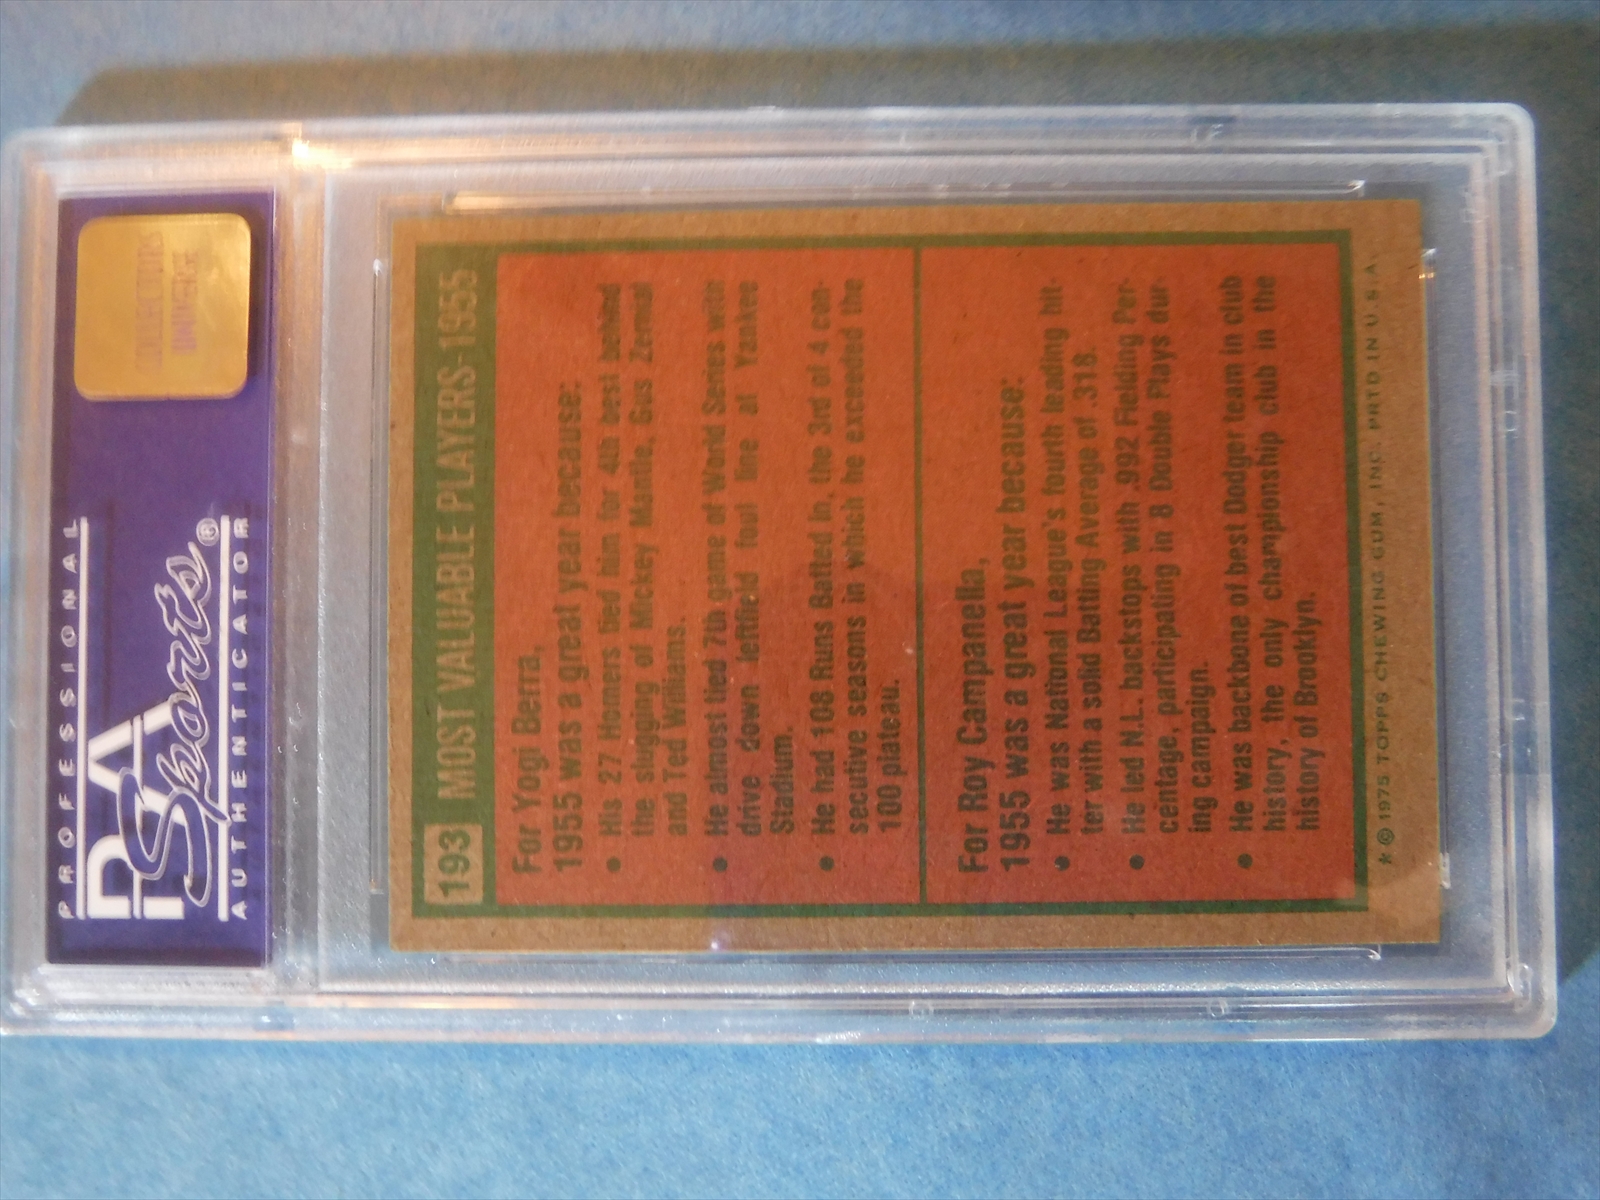 PROFESSIONAL
PSA
Sports®
AUTHENTICATOR
COLLECTORS
UNIVERSE
193 MOST VALUABLE PLAYERS-1955
For Yogi Berra,
1955 was a great year because:
• His 27 Homers tied him for 4th best behind
the slugging of Mickey Mantle, Gus Zernial
and Ted Williams.
• He almost tied 7th game of World Series with
drive down leftfield foul line at Yankee
Stadium.
• He had 108 Runs Batted In, the 3rd of 4 con-
secutive seasons in which he exceeded the
100 plateau.
For Roy Campanella,
1955 was a great year because:
• He was National League's fourth leading hit-
ter with a solid Batting Average of .318.
• He led N.L. backstops with .992 Fielding Per-
centage, participating in 8 Double Plays dur-
ing campaign.
• He was backbone of best Dodger team in club
history, the only championship club in the
history of Brooklyn.
*© 1975 TOPPS CHEWING GUM, INC. PRTD IN U.S.A.